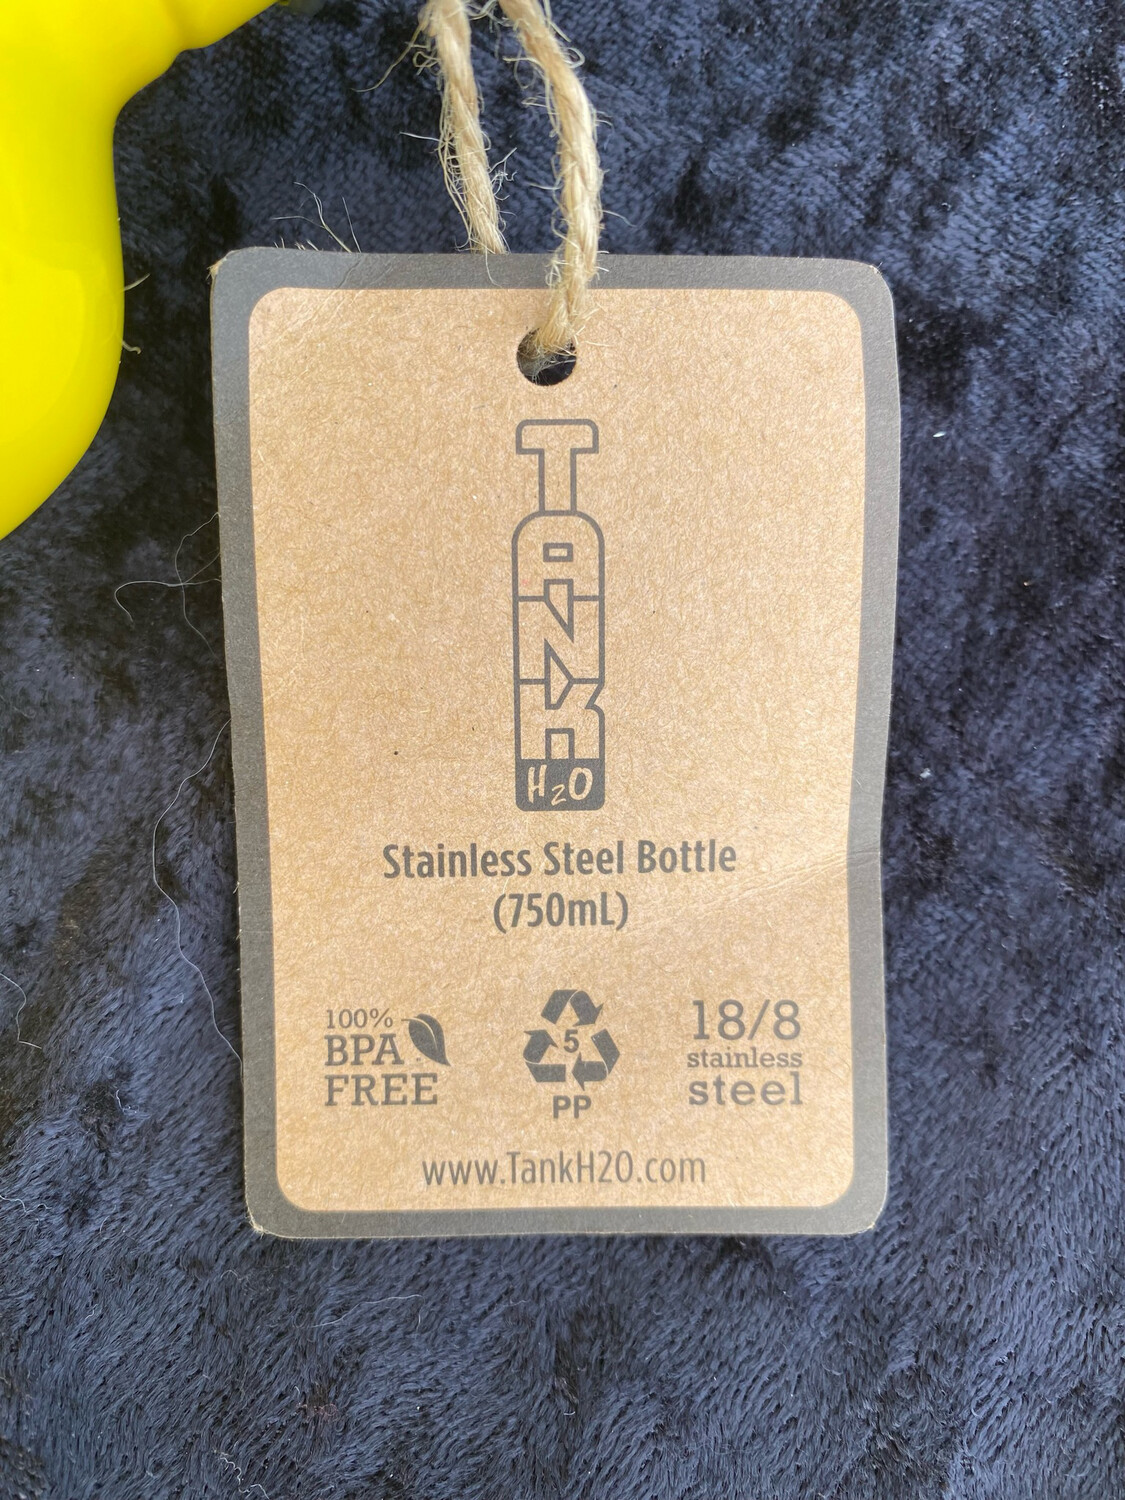 TANK
H2O
Stainless Steel Bottle
(750mL)
100%
BPA
FREE
5
PP
18/8
stainless
steel
www.TankH2O.com